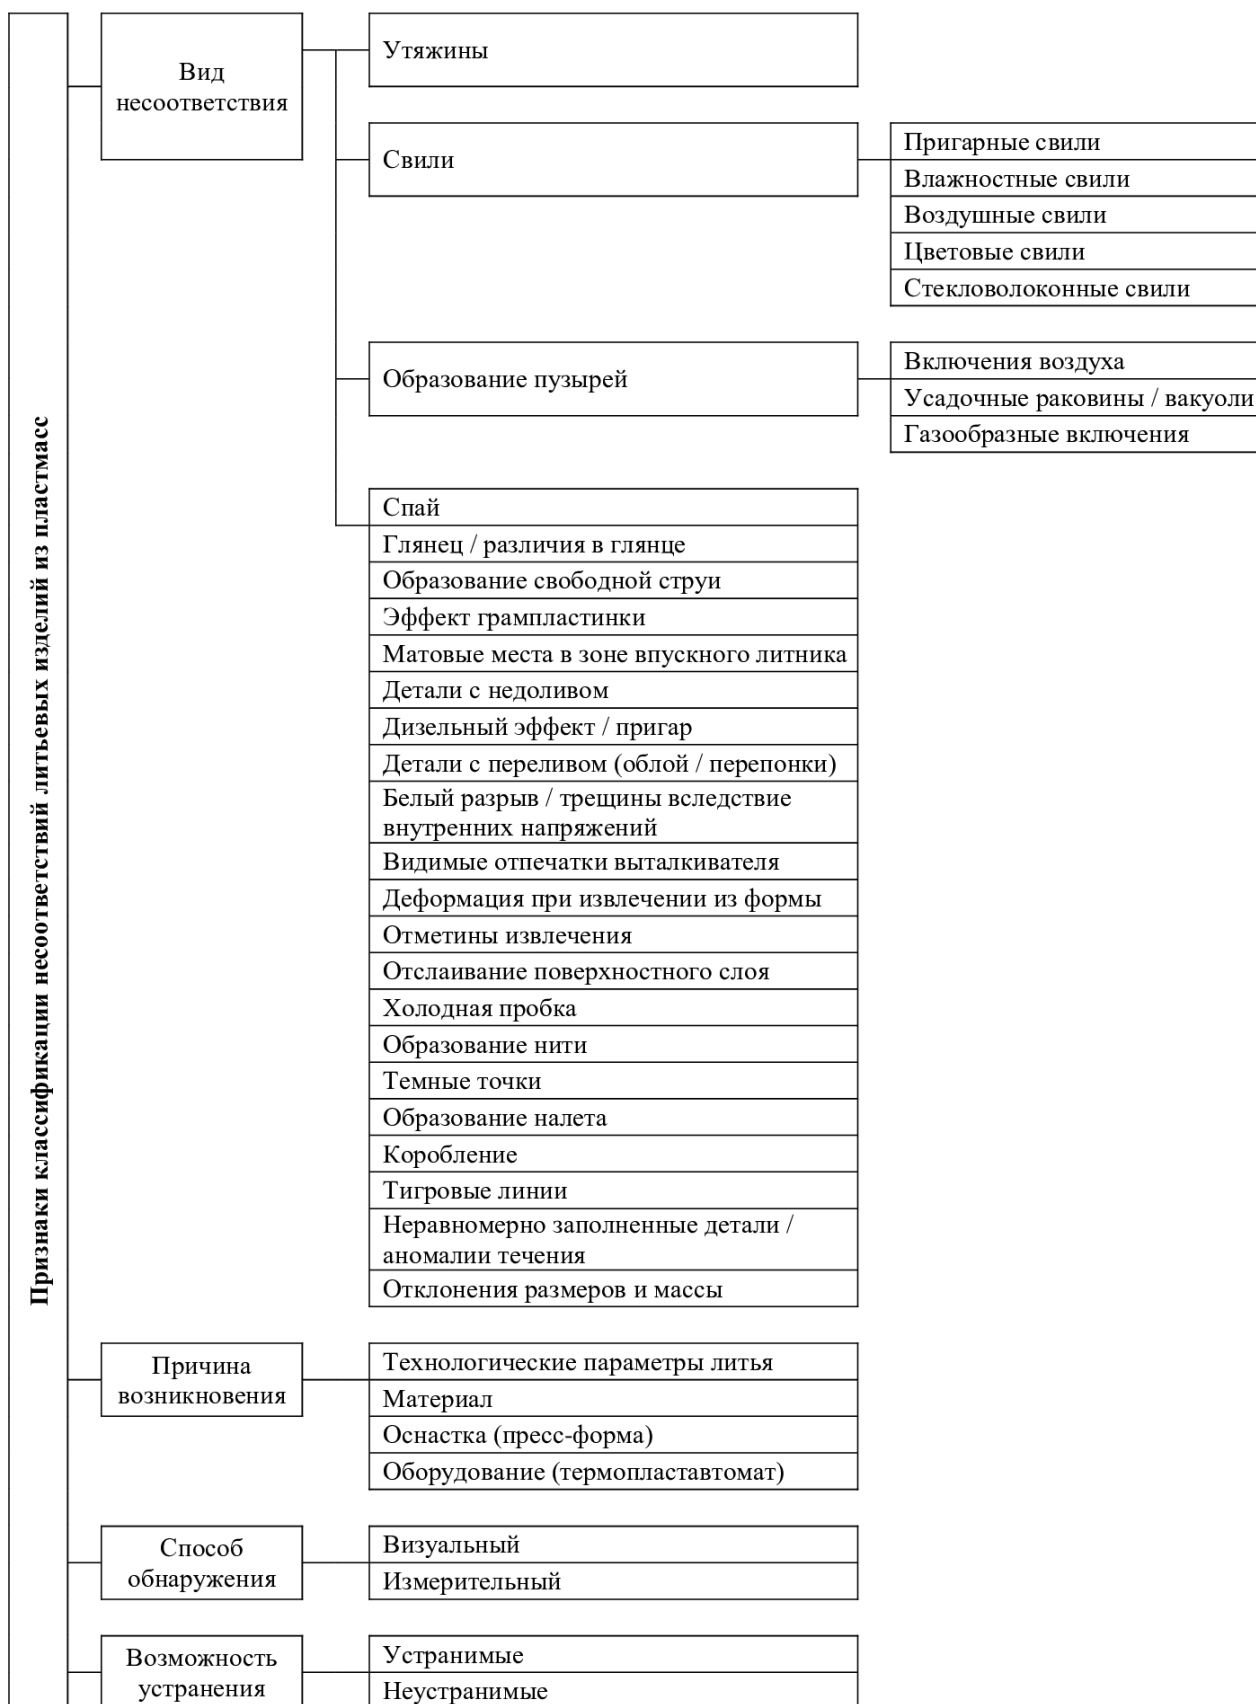 Признаки классификации несоответствий литьевых изделий из пластмасс
Вид
несоответствия
Утяжины
Свили
Пригарные свили
Влажностные свили
Воздушные свили
Цветовые свили
Стекловолоконные свили
Образование пузырей
Включения воздуха
Усадочные раковины / вакуоли
Газообразные включения
Спай
Глянец / различия в глянце
Образование свободной струи
Эффект грампластинки
Матовые места в зоне впускного литника
Детали с недоливом
Дизельный эффект / пригар
Детали с переливом (облой / перепонки)
Белый разрыв / трещины вследствие
внутренних напряжений
Видимые отпечатки выталкивателя
Деформация при извлечении из формы
Отметины извлечения
Отслаивание поверхностного слоя
Холодная пробка
Образование нити
Темные точки
Образование налета
Коробление
Тигровые линии
Неравномерно заполненные детали /
аномалии течения
Отклонения размеров и массы
Причина
возникновения
Технологические параметры литья
Материал
Оснастка (пресс-форма)
Оборудование (термопластавтомат)
Способ
обнаружения
Визуальный
Измерительный
Возможность
устранения
Устранимые
Неустранимые